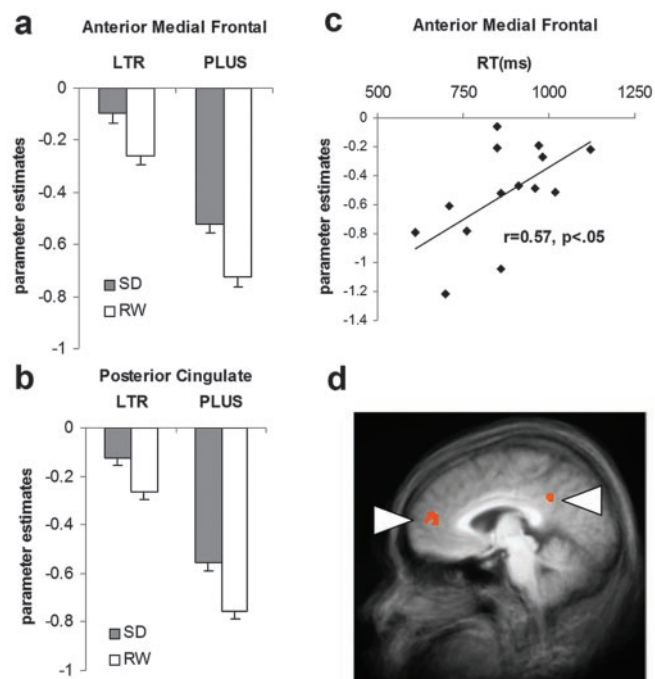 a
Anterior Medial Frontal
LTR PLUS
0
-0.2
-0.4
-0.6
-0.8
-1
parameter estimates
SD
RW
b
Posterior Cingulate
LTR PLUS
0
-0.2
-0.4
-0.6
-0.8
-1
parameter estimates
SD
RW
c
Anterior Medial Frontal
RT(ms)
500 750 1000 1250
0
-0.2
-0.4
-0.6
-0.8
-1
-1.2
-1.4
parameter estimates
r=0.57, p<.05
d